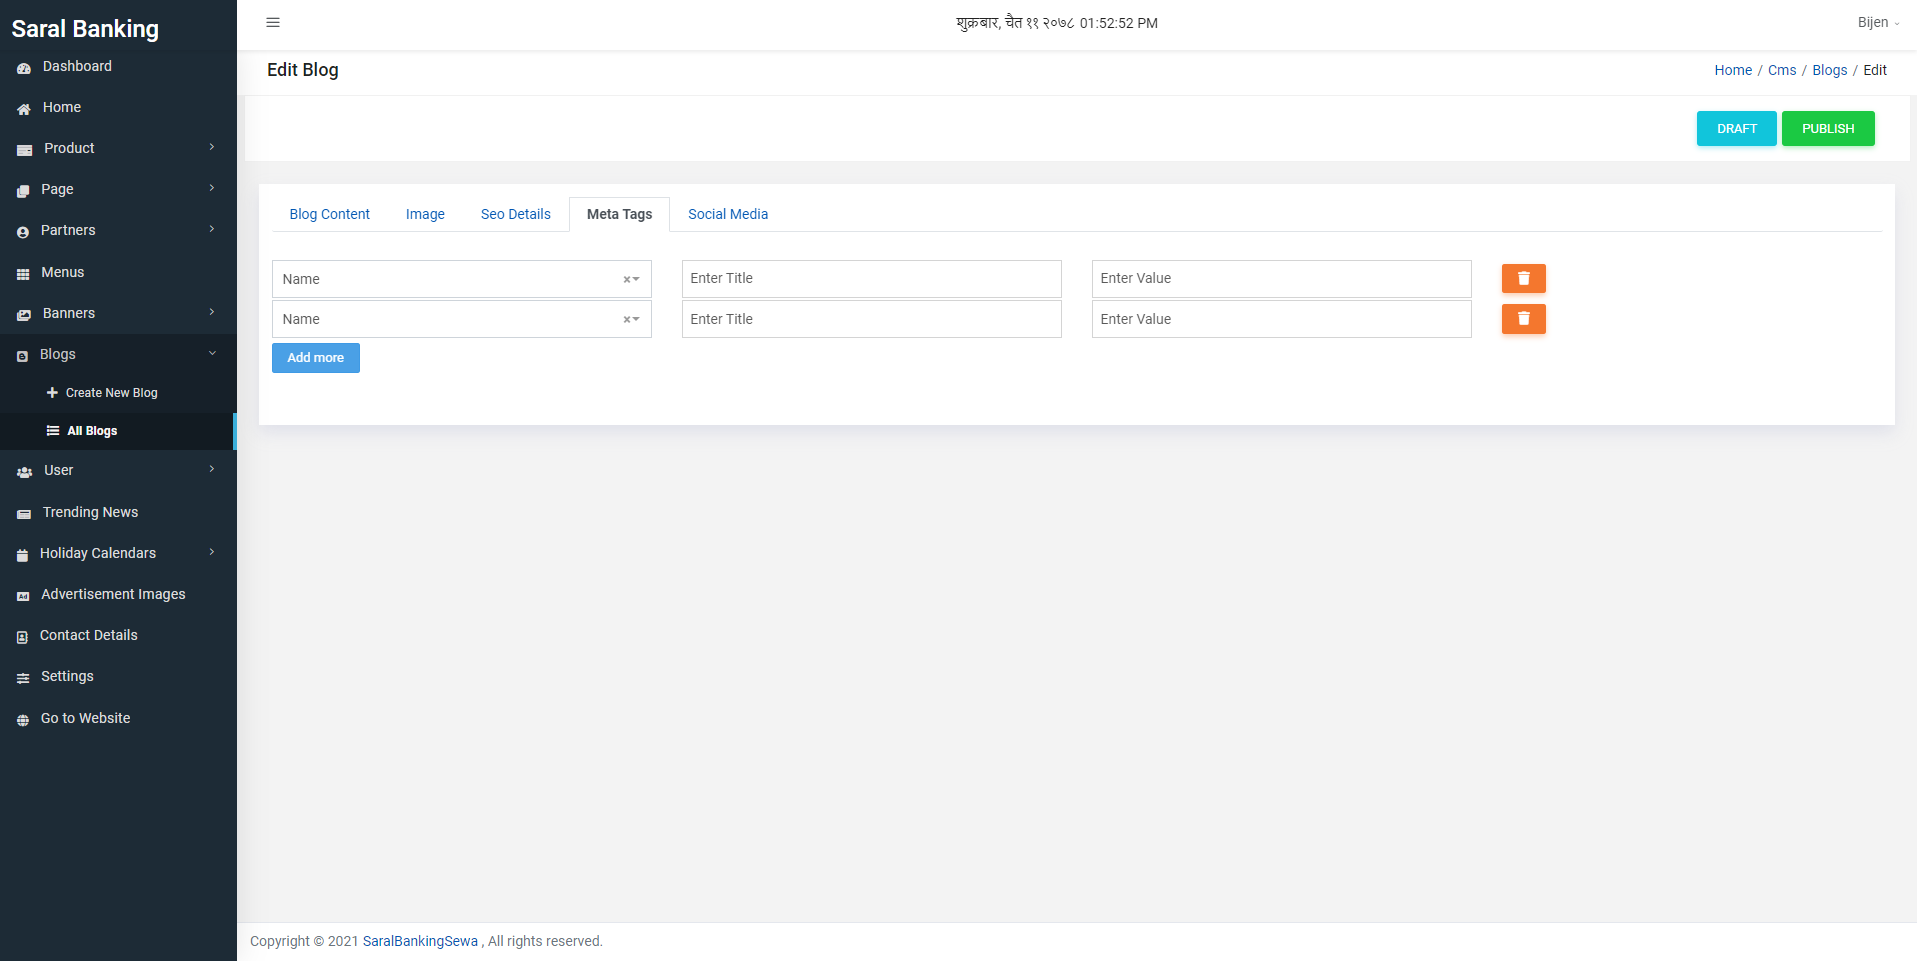 Saral Banking
शुक्रबार, चैत ११ २०७८ 01:52:52 PM
Bijen
Dashboard
Home
Product
Page
Partners
Menus
Banners
Blogs
Create New Blog
All Blogs
User
Trending News
Holiday Calendars
Ad Advertisement Images
Contact Details
Settings
Go to Website
Edit Blog
Home / Cms / Blogs / Edit
DRAFT PUBLISH
Blog Content Image Seo Details Meta Tags Social Media
Name × Enter Title Enter Value
Name × Enter Title Enter Value
Add more
Copyright © 2021 SaralBankingSewa , All rights reserved.